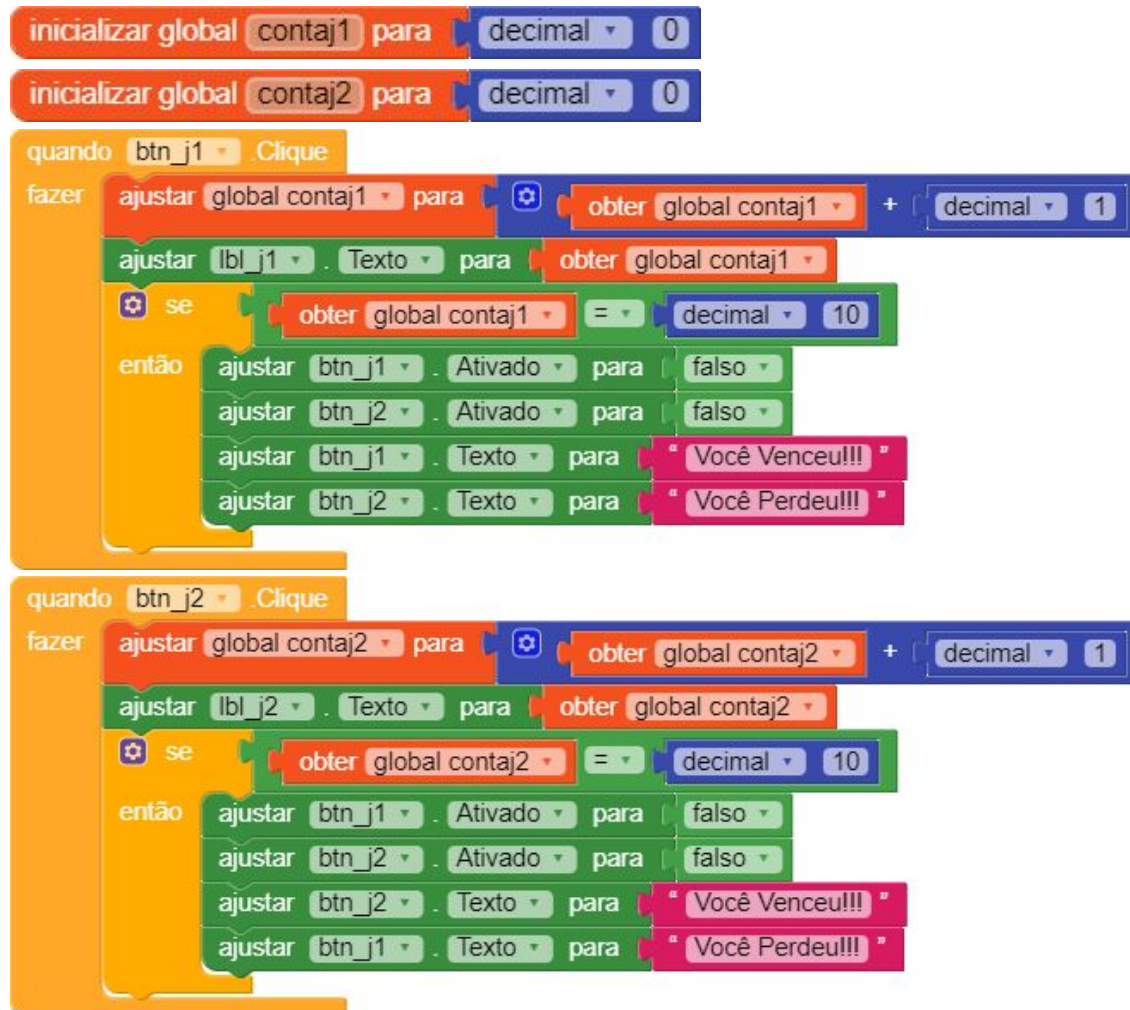 inicializar global contaj1 para decimal 0
inicializar global contaj2 para decimal 0
quando btn_j1 .Clique
fazer ajustar global contaj1 para obter global contaj1 + decimal 1
ajustar lbl_j1 . Texto para obter global contaj1
se obter global contaj1 = decimal 10
então ajustar btn_j1 . Ativado para falso
ajustar btn_j2 . Ativado para falso
ajustar btn_j1 . Texto para " Você Venceu!!! "
ajustar btn_j2 . Texto para " Você Perdeu!!! "
quando btn_j2 .Clique
fazer ajustar global contaj2 para obter global contaj2 + decimal 1
ajustar lbl_j2 . Texto para obter global contaj2
se obter global contaj2 = decimal 10
então ajustar btn_j1 . Ativado para falso
ajustar btn_j2 . Ativado para falso
ajustar btn_j2 . Texto para " Você Venceu!!! "
ajustar btn_j1 . Texto para " Você Perdeu!!! "